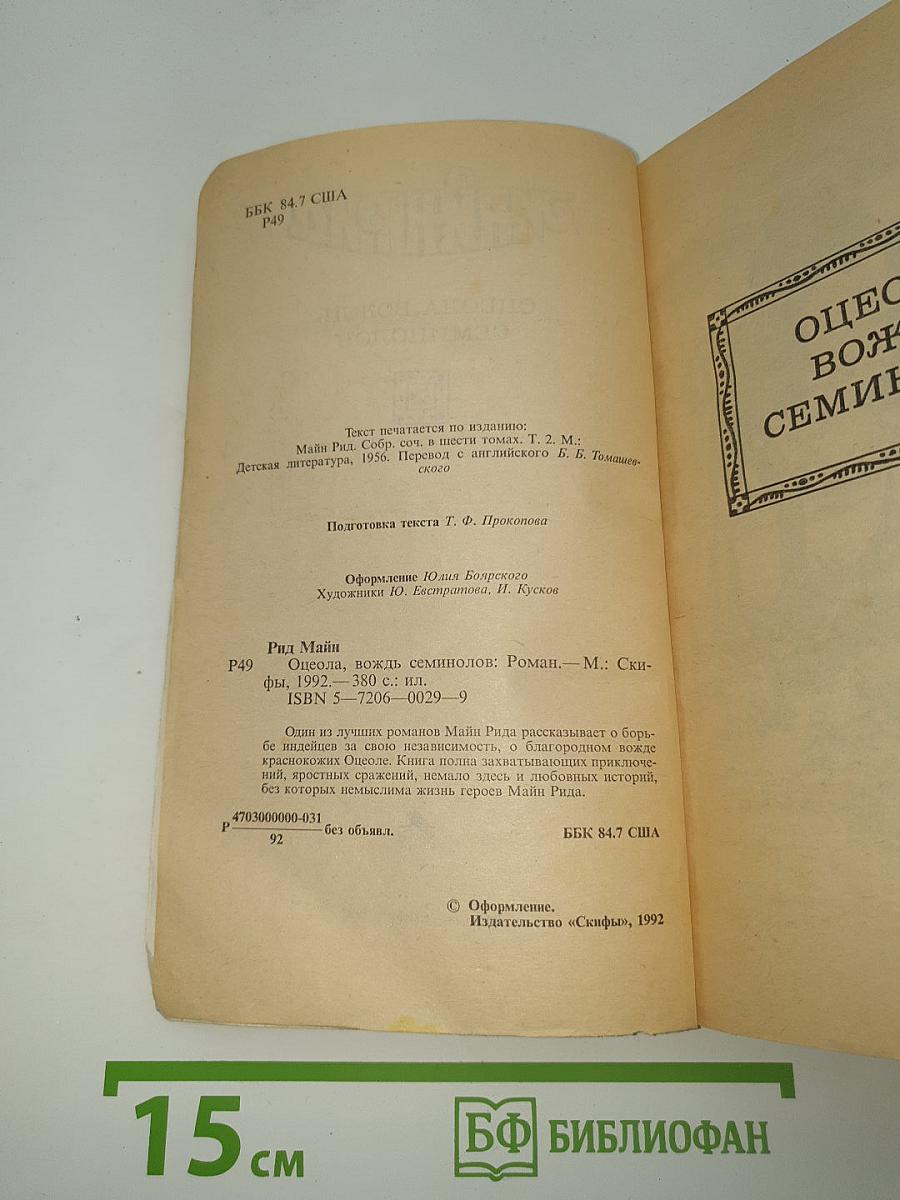 ББК 84.7 США
Р49
Текст печатается по изданию:
Майн Рид. Собр. соч. в шести томах. Т. 2. М.:
Детская литература, 1956. Перевод с английского Б. Б. Томашев-
ского
Подготовка текста Т. Ф. Прокопова
Оформление Юлия Боярского
Художники Ю. Евстратова, И. Кусков
Рид Майн
Р49 Оцеола, вождь семинолов: Роман.— М.: Ски-
фы, 1992.— 380 с.: ил.
ISBN 5—7206—0029—9
Один из лучших романов Майн Рида рассказывает о борь-
бе индейцев за свою независимость, о благородном вожде
краснокожих Оцеоле. Книга полна захватывающих приключе-
ний, яростных сражений, немало здесь и любовных историй,
без которых немыслима жизнь героев Майн Рида.
Р 4703000000-031
92 без объявл.
ББК 84.7 США
© Оформление.
Издательство «Скифы», 1992
ОЦЕО
ВОЖ
СЕМИН
15 см
БФ БИБЛИОФАН